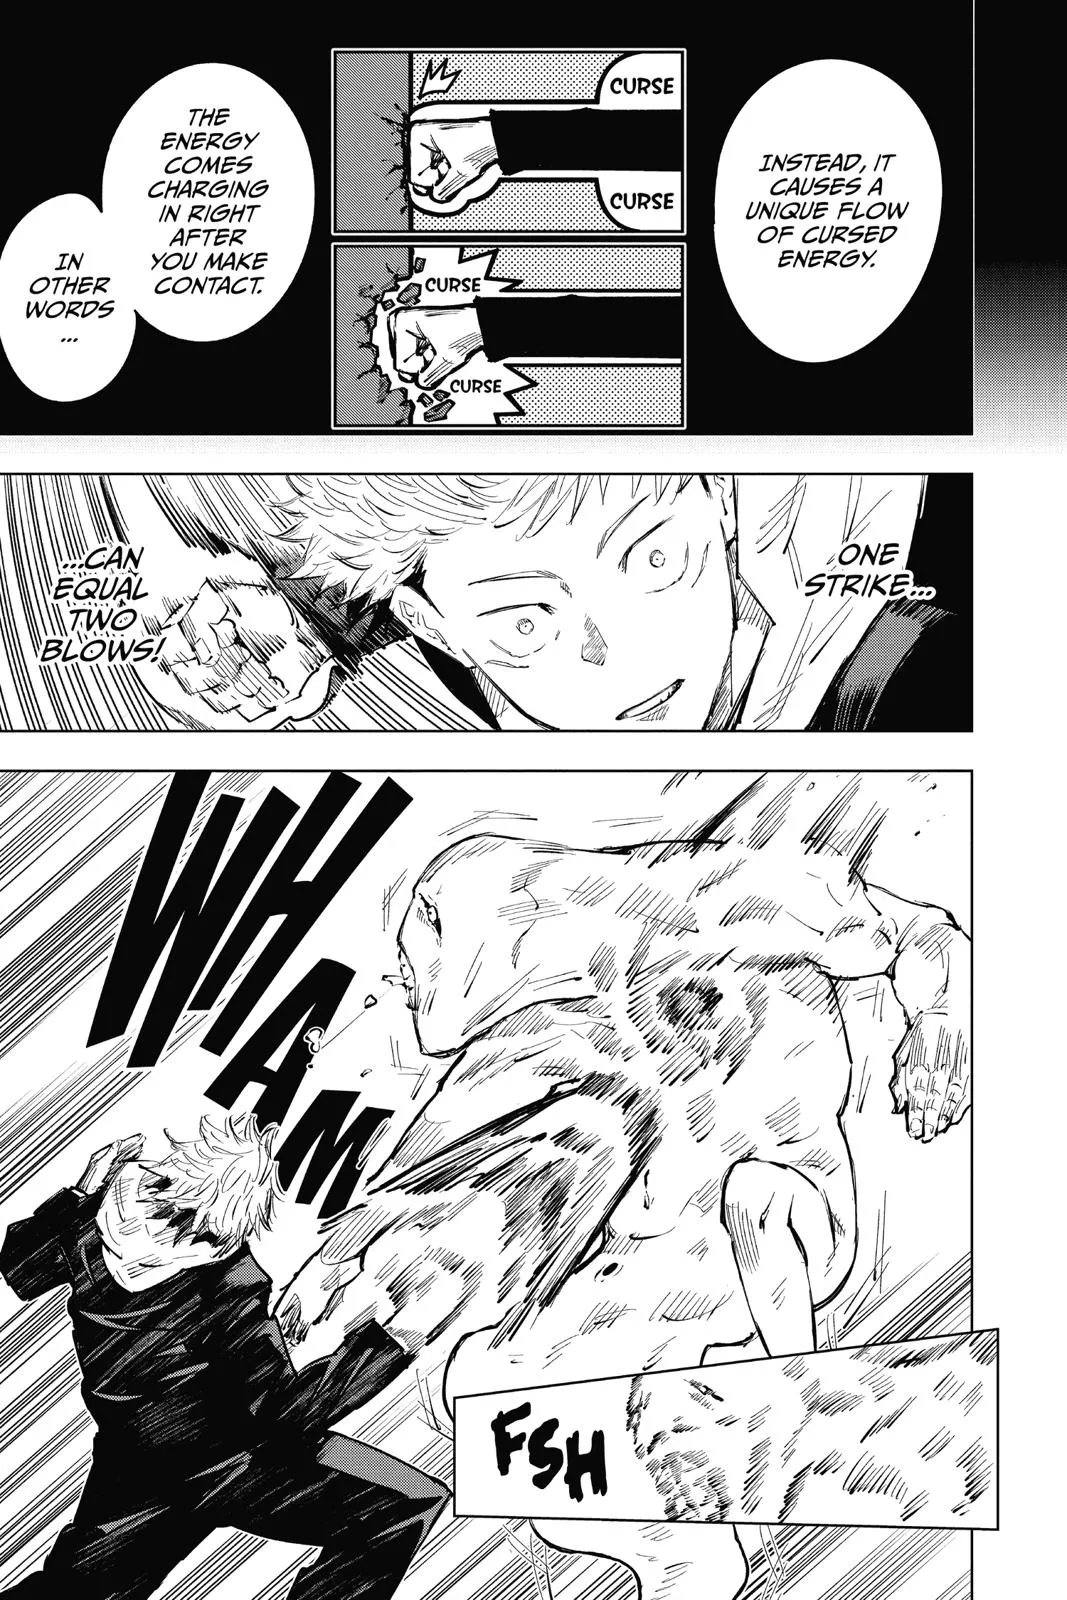 INSTEAD, IT
CAUSES A
UNIQUE FLOW
OF CURSED
ENERGY.
CURSE
CURSE
CURSE
CURSE
THE
ENERGY
COMES
CHARGING
IN RIGHT
AFTER
YOU MAKE
CONTACT.
IN
OTHER
WORDS
...
ONE
STRIKE...
...CAN
EQUAL
TWO
BLOWS!
WHAM
FSH